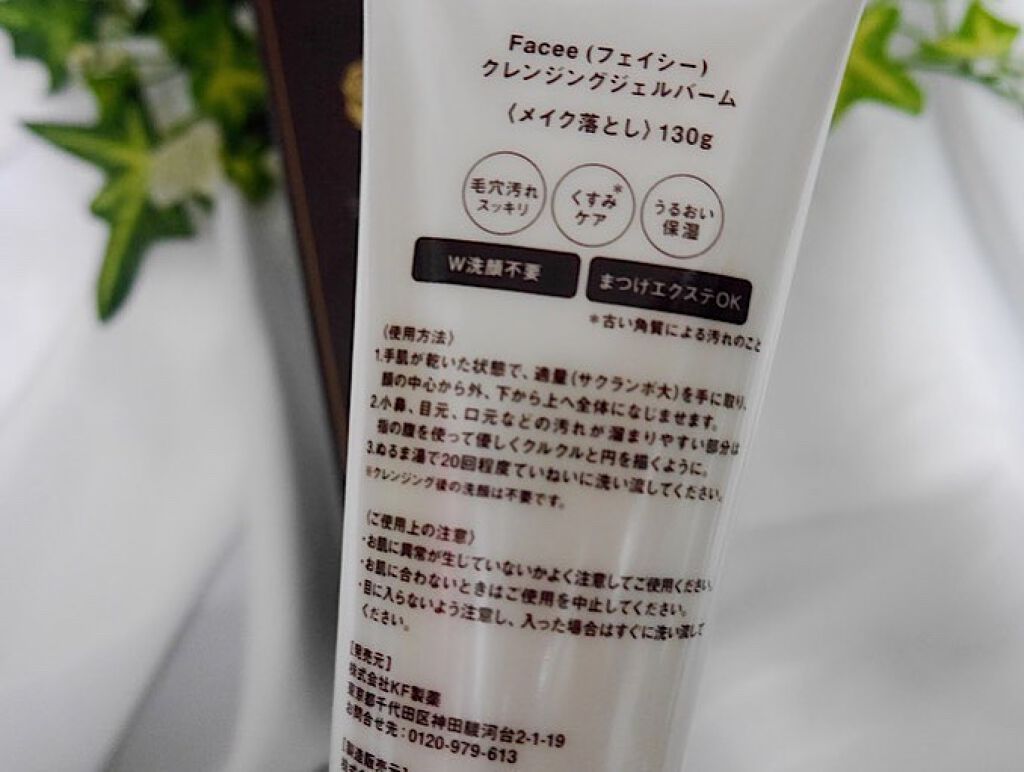 Facee (フェイシー)
クレンジングジェルバーム
〈メイク落とし〉130g
毛穴汚れ
スッキリ
くすみ*
ケア
うるおい
保湿
W洗顔不要
まつけエクステOK
*古い角質による汚れのこと
〈使用方法〉
1.手肌が乾いた状態で、適量(サクランボ大)を手に取り、
顔の中心から外、下から上へ全体になじませます。
2.小鼻、目元、口元などの汚れが溜まりやすい部分は
指の腹を使って優しくクルクルと円を描くように。
3.ぬるま湯で20回程度ていねいに洗い流してください。
※クレンジング後の洗顔は不要です。
〈ご使用上の注意〉
・お肌に異常が生じていないかよく注意してご使用ください。
・お肌に合わないときはご使用を中止してください。
・目に入らないよう注意し、入った場合はすぐに洗い流して
ください。
[発売元]
株式会社KF製薬
東京都千代田区神田駿河台2-1-19
お問合せ先:0120-979-613
[製造販売元]